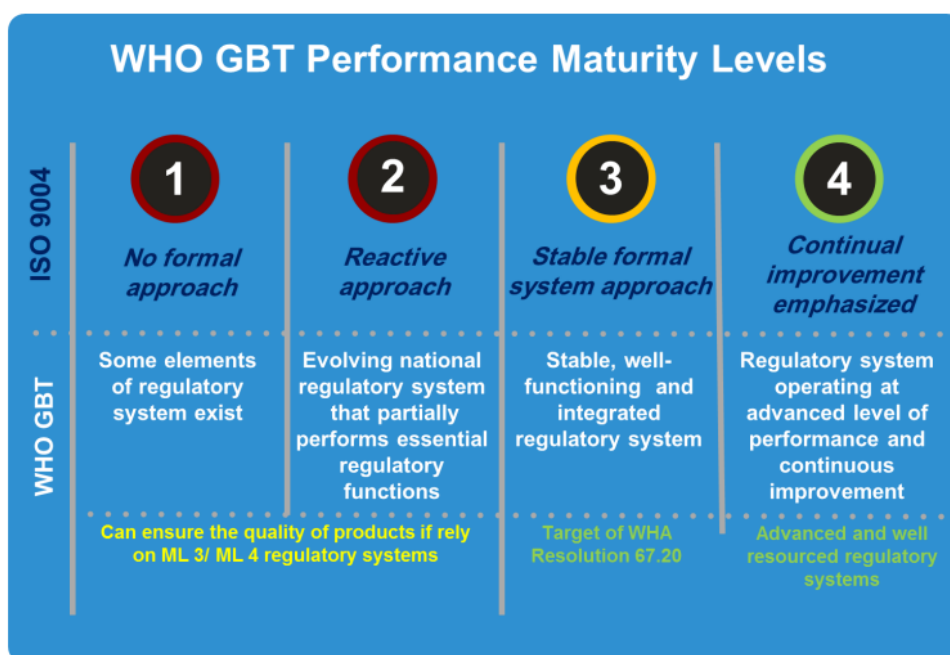 WHO GBT Performance Maturity Levels
ISO 9004
1
2
3
4
No formal
approach
Reactive
approach
Stable formal
system approach
Continual
improvement
emphasized
WHO GBT
Some elements
of regulatory
system exist
Evolving national
regulatory system
that partially
performs essential
regulatory
functions
Stable, well-
functioning and
integrated
regulatory system
Regulatory system
operating at
advanced level of
performance and
continuous
improvement
Can ensure the quality of products if rely
on ML 3/ ML 4 regulatory systems
Target of WHA
Resolution 67.20
Advanced and well
resourced regulatory
systems